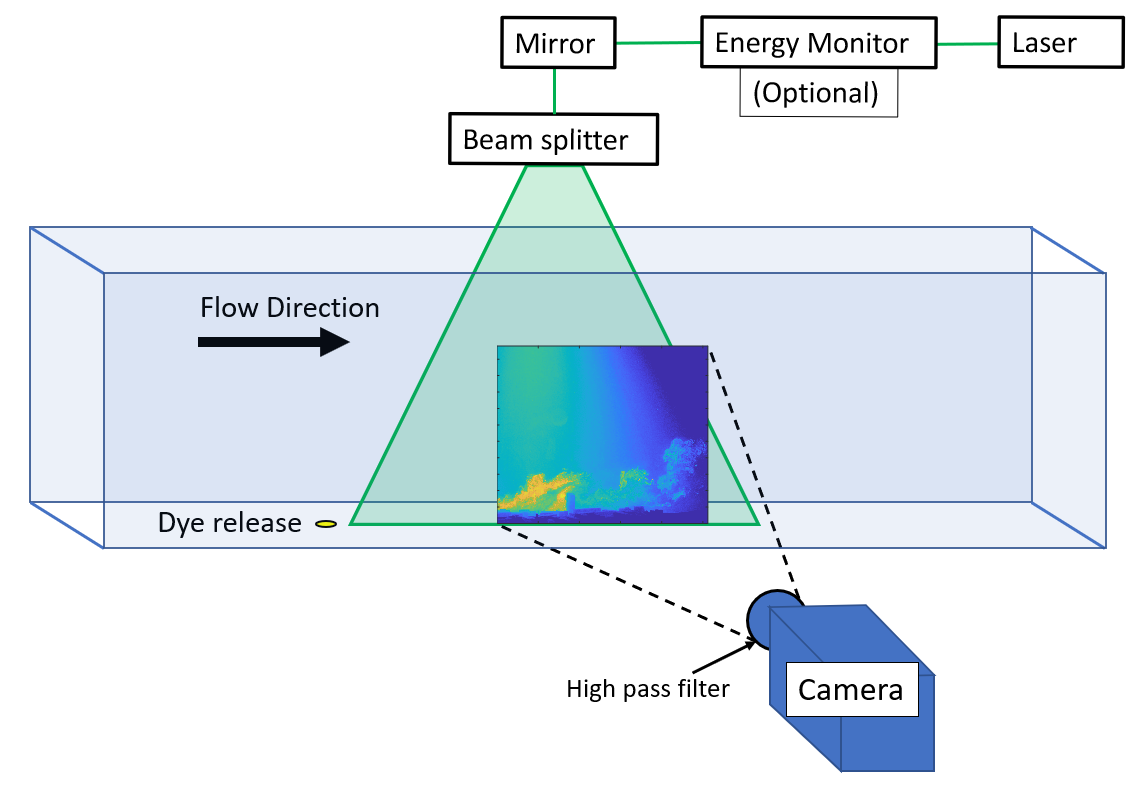 Mirror
Energy Monitor
Laser
(Optional)
Beam splitter
Flow Direction
Dye release
High pass filter
Camera